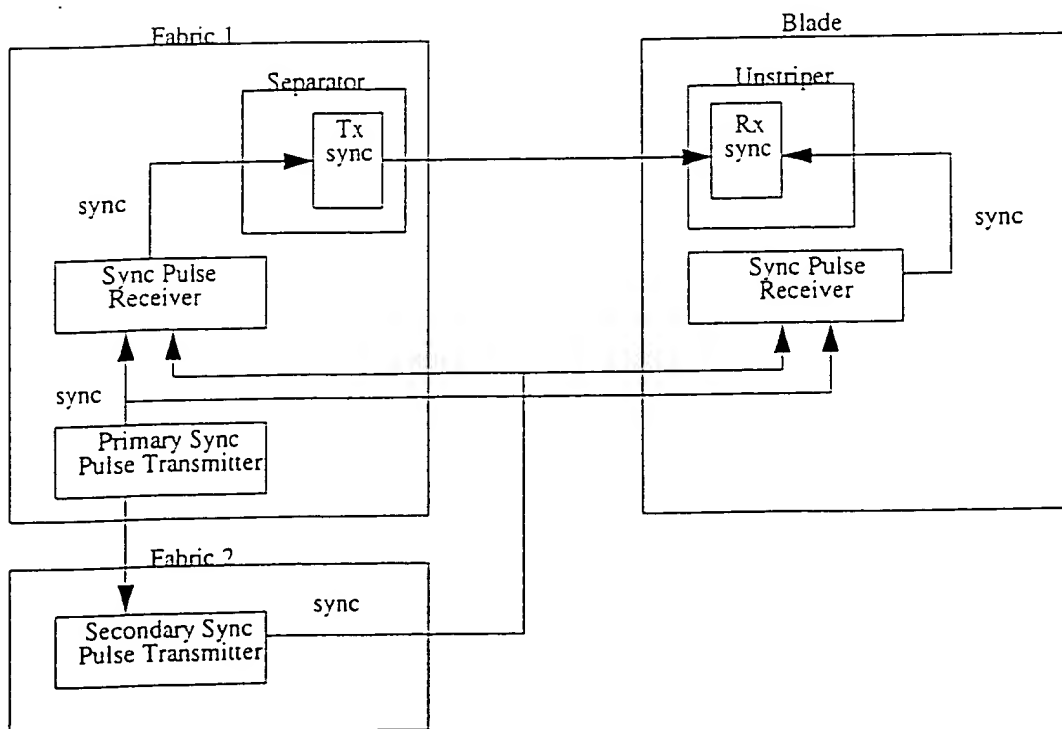 Fabric 1
Blade
Separator
Unstriper
Tx
sync
Rx
sync
sync
sync
Sync Pulse
Receiver
Sync Pulse
Receiver
sync
Primary Sync
Pulse Transmitter
Fabric 2
sync
Secondary Sync
Pulse Transmitter